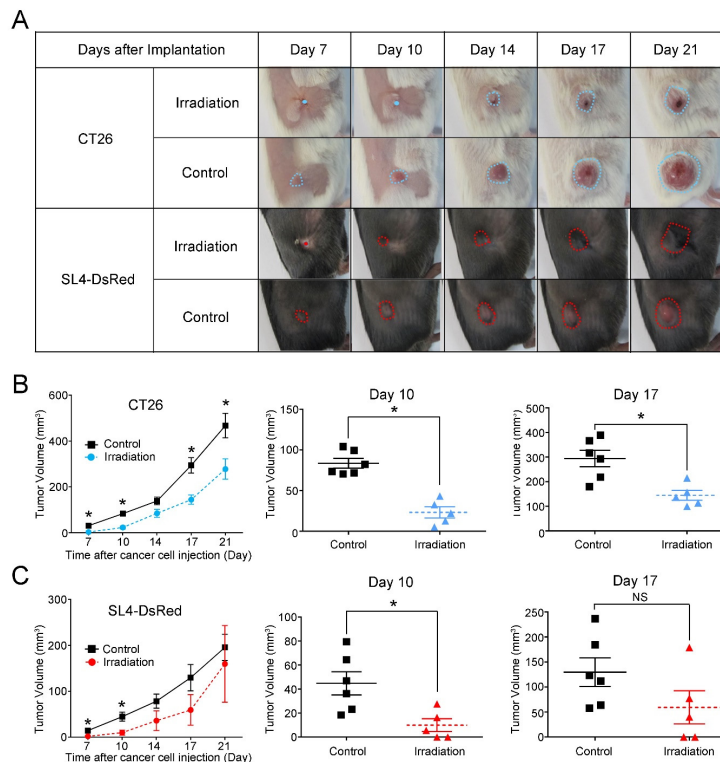 A
Days after Implantation Day 7 Day 10 Day 14 Day 17 Day 21
CT26
Irradiation
Control
SL4-DsRed
Irradiation
Control
B
CT26
Tumor Volume (mm³)
600
400
200
0
* * * *
Control
Irradiation
7 10 14 17 21
Time after cancer cell injection (Day)
Day 10
Tumor Volume (mm³)
150
100
50
0
*
Control Irradiation
Day 17
Tumor Volume (mm³)
500
400
300
200
100
0
*
Control Irradiation
C
SL4-DsRed
Tumor Volume (mm³)
300
200
100
0
* *
Control
Irradiation
7 10 14 17 21
Time after cancer cell injection (Day)
Day 10
Tumor Volume (mm³)
100
80
60
40
20
0
*
Control Irradiation
Day 17
Tumor Volume (mm³)
250
200
150
100
50
0
NS
Control Irradiation